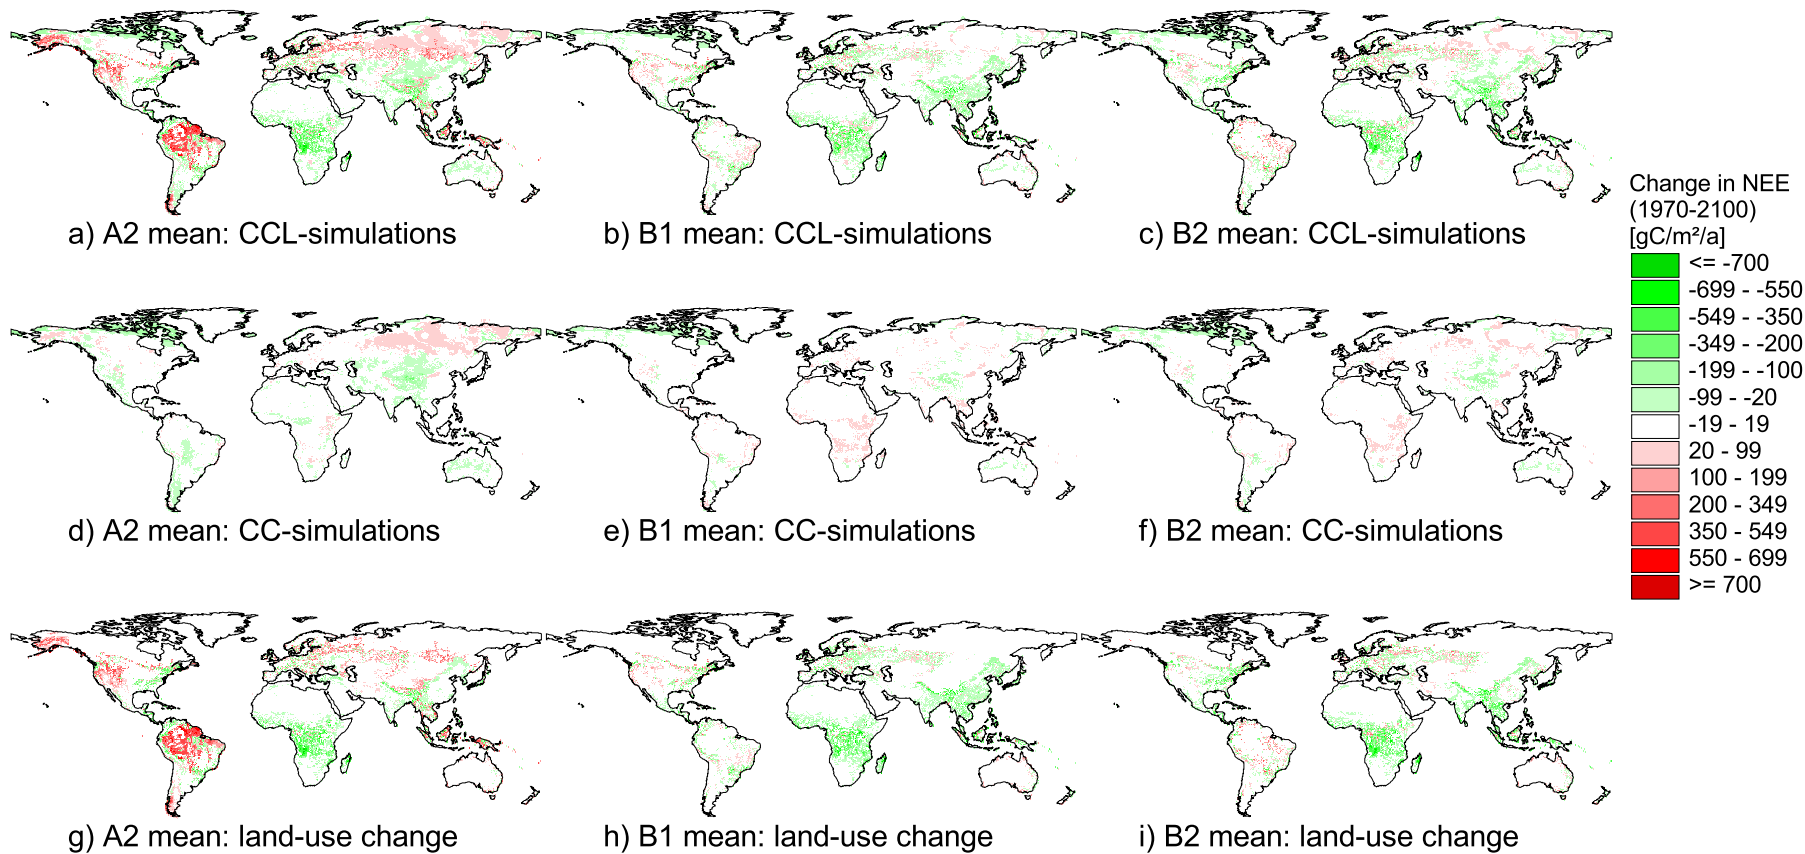 a) A2 mean: CCL-simulations
b) B1 mean: CCL-simulations
c) B2 mean: CCL-simulations
d) A2 mean: CC-simulations
e) B1 mean: CC-simulations
f) B2 mean: CC-simulations
g) A2 mean: land-use change
h) B1 mean: land-use change
i) B2 mean: land-use change
Change in NEE
(1970-2100)
[gC/m²/a]
<= -700
-699 - -550
-549 - -350
-349 - -200
-199 - -100
-99 - -20
-19 - 19
20 - 99
100 - 199
200 - 349
350 - 549
550 - 699
>= 700